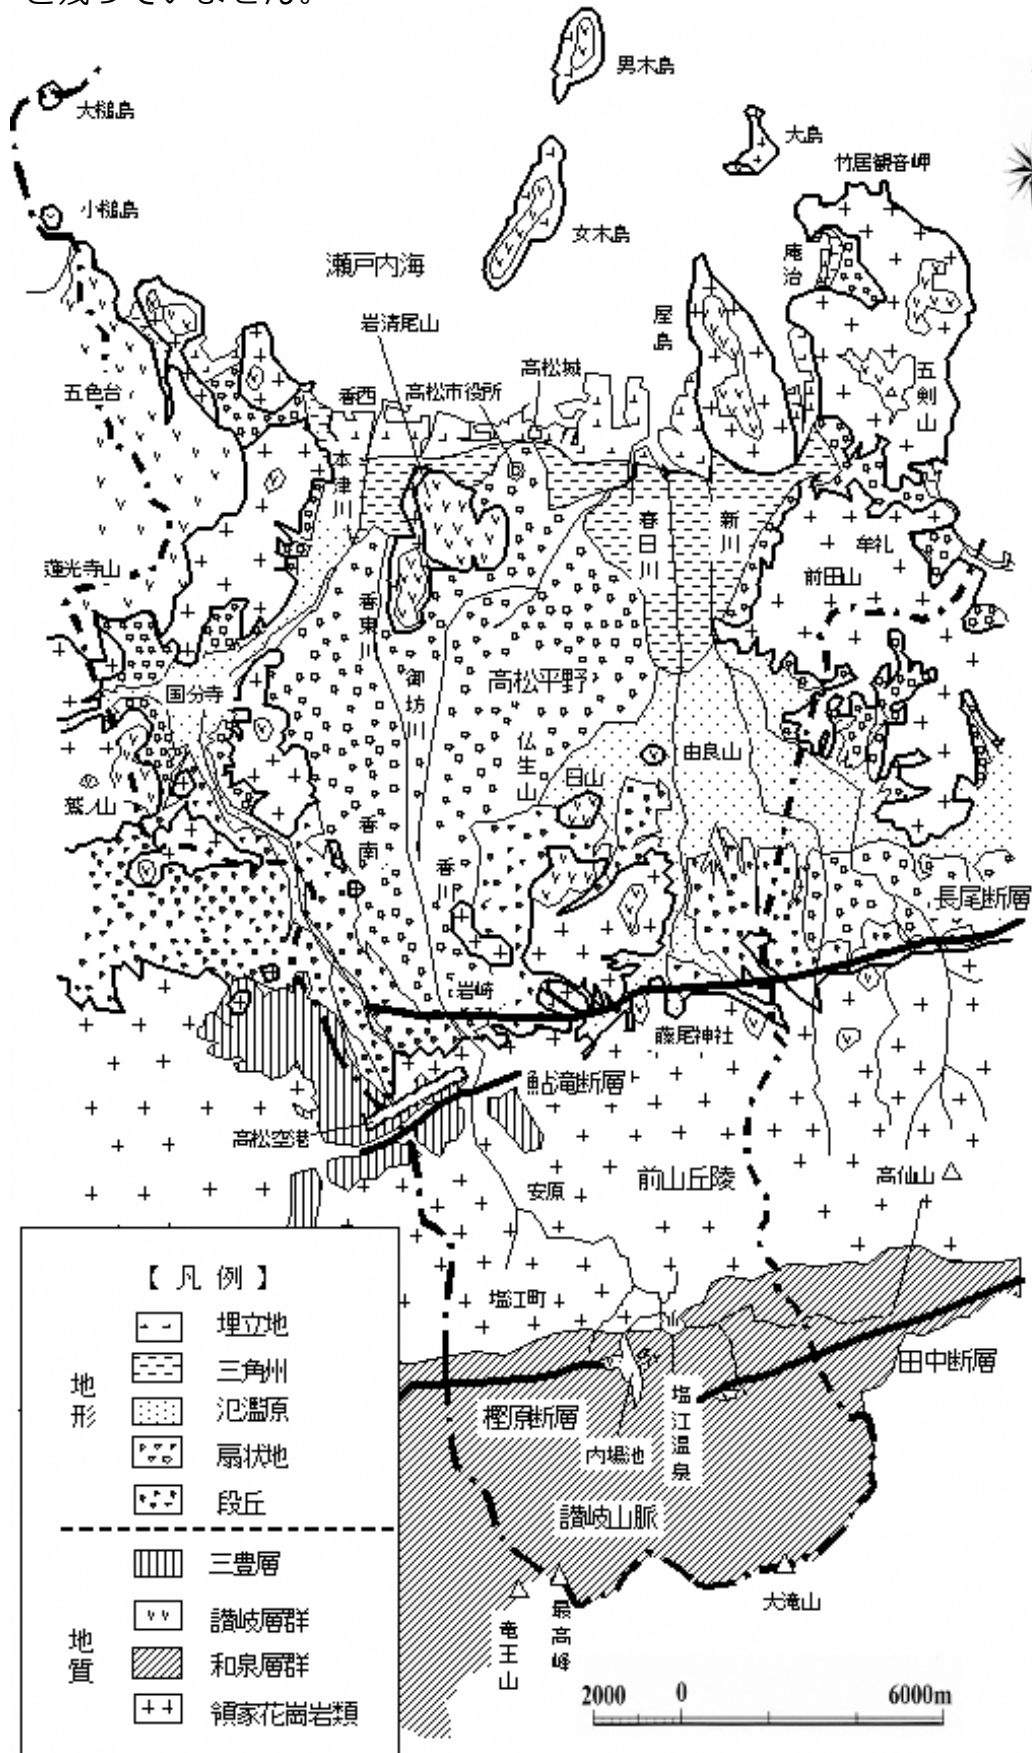 と残っていません。
男木島
大槌島
大島
竹居観音岬
小槌島
女木島
庵治
瀬戸内海
屋島
岩清尾山
高松城
五色台
香西
高松市役所
五剣山
本津川
春日川
新川
牟礼
蓮光寺山
前田山
香東川
御坊川
高松平野
国分寺
仏生山
由良山
日山
鷲ノ山
香南
香川
長尾断層
岩崎
藤尾神社
鮎滝断層
高松空港
前山丘陵
高仙山
安原
塩江町
田中断層
樫原断層
塩江温泉
内場池
讃岐山脈
大滝山
最高峰
竜王山
【 凡 例 】
地形
埋立地
三角州
氾濫原
扇状地
段丘
地質
三豊層
讃岐層群
和泉層群
領家花崗岩類
2000 0 6000m